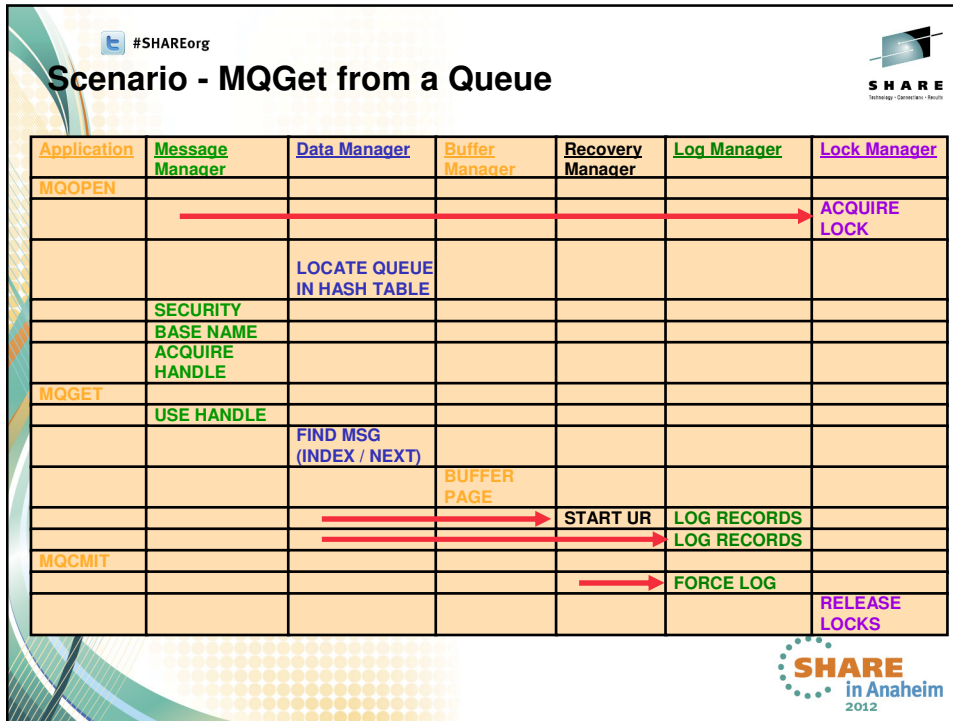 #SHAREorg
Scenario - MQGet from a Queue
SHARE
Technology - Connections - Results
Application Message Manager Data Manager Buffer Manager Recovery Manager Log Manager Lock Manager
MQOPEN
ACQUIRE
LOCK
LOCATE QUEUE
IN HASH TABLE
SECURITY
BASE NAME
ACQUIRE
HANDLE
MQGET
USE HANDLE
FIND MSG
(INDEX / NEXT)
BUFFER
PAGE
START UR LOG RECORDS
LOG RECORDS
MQCMIT
FORCE LOG
RELEASE
LOCKS
SHARE
in Anaheim
2012